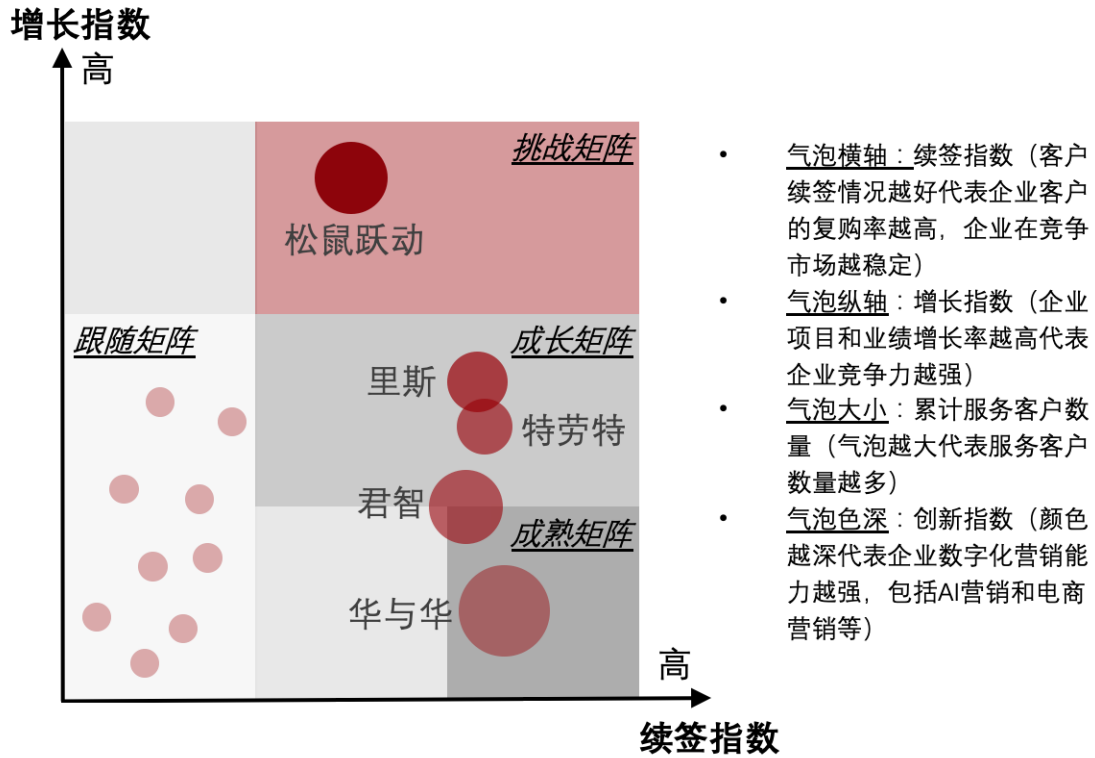 增长指数
高
挑战矩阵
松鼠跃动
跟随矩阵
成长矩阵
里斯
特劳特
君智
成熟矩阵
华与华
高
续签指数
• 气泡横轴：续签指数（客户
续签情况越好代表企业客户
的复购率越高，企业在竞争
市场越稳定）
• 气泡纵轴：增长指数（企业
项目和业绩增长率越高代表
企业竞争力越强）
• 气泡大小：累计服务客户数
量（气泡越大代表服务客户
数量越多）
• 气泡色深：创新指数（颜色
越深代表企业数字化营销能
力越强，包括AI营销和电商
营销等）